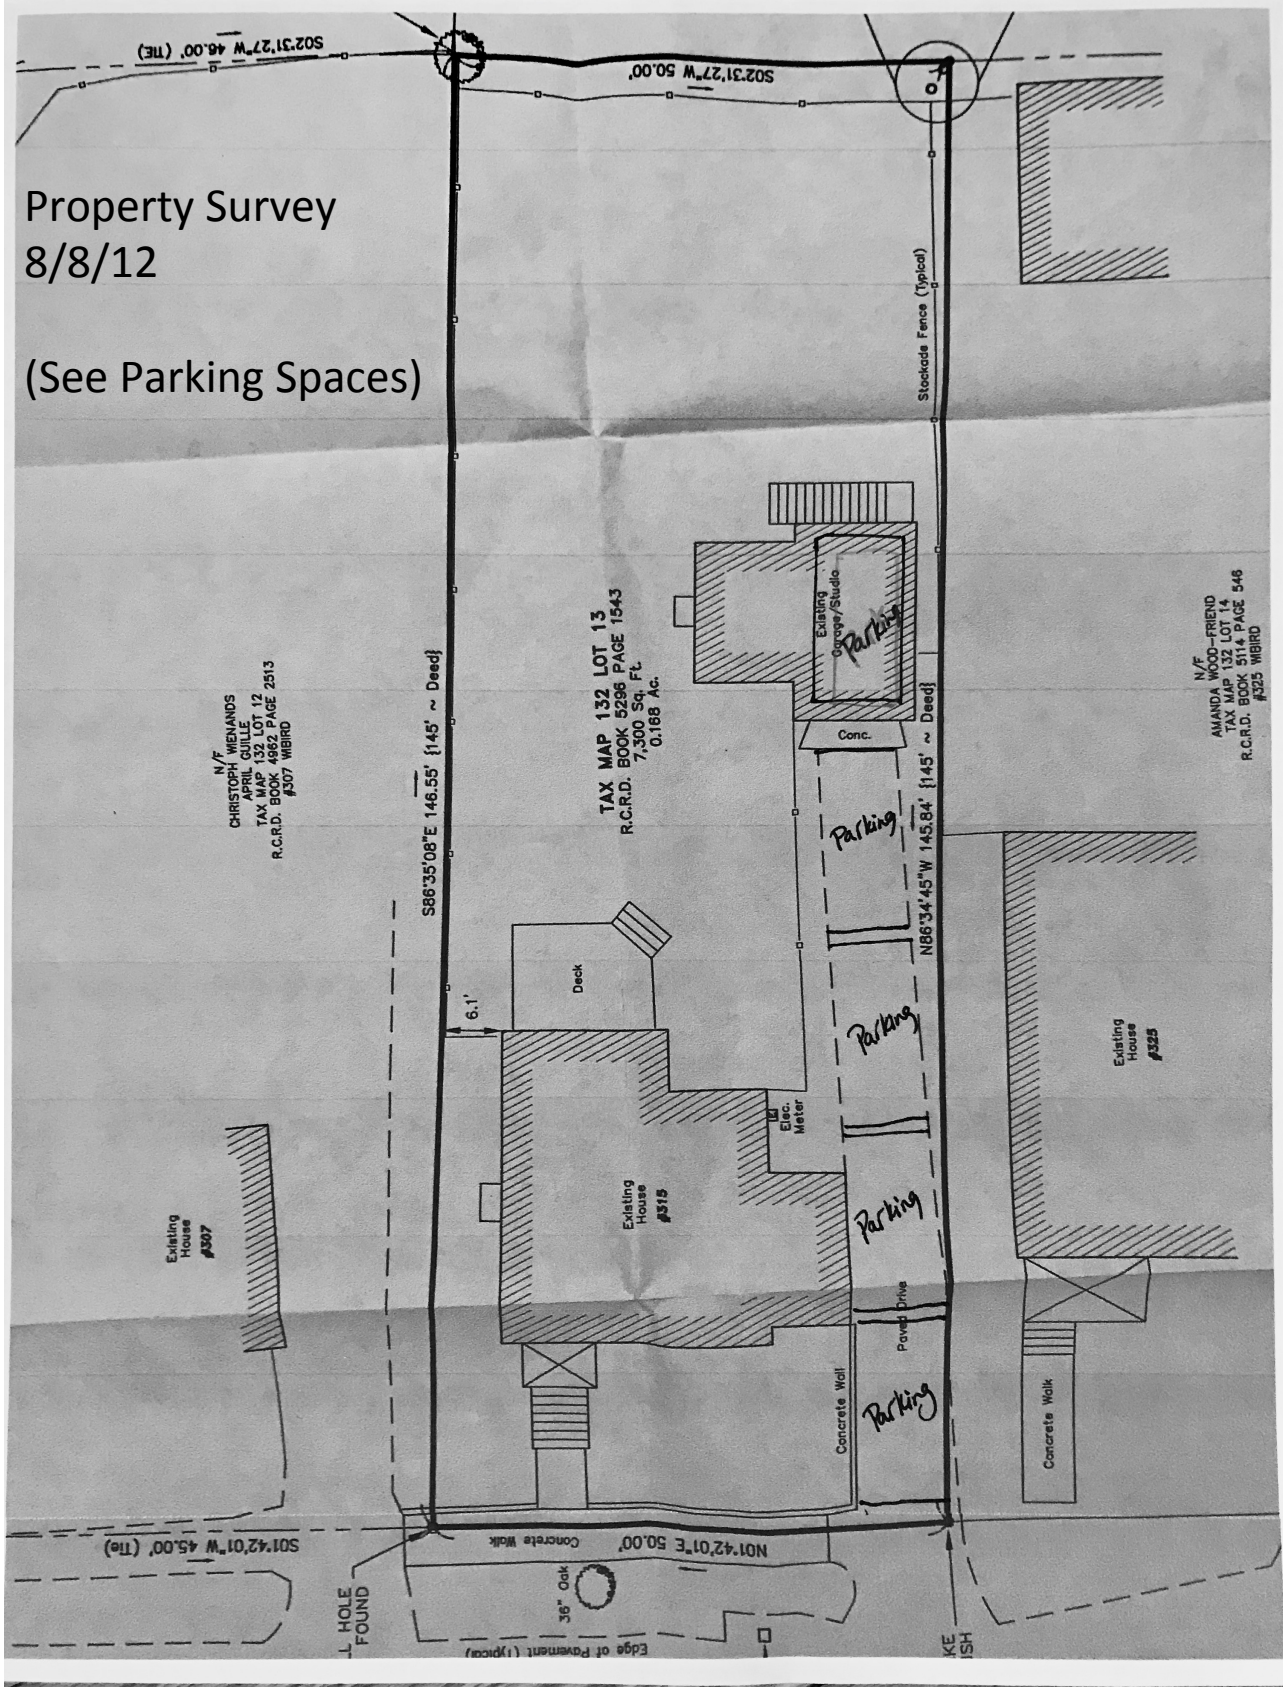 S02°31'27"W 46.00' (TIE)
S02°31'27"W 50.00'
Property Survey
8/8/12
(See Parking Spaces)
Stockade Fence (Typical)
N/F
CHRISTOPH WIENANDS
APRIL GUILLE
TAX MAP 132 LOT 12
R.C.R.D. BOOK 4962 PAGE 2513
#307 WIBIRD
S86°35'08"E 146.55' {145' ~ Deed}
TAX MAP 132 LOT 13
R.C.R.D. BOOK 5296 PAGE 1543
7,300 Sq. Ft.
0.168 Ac.
Existing
Garage/Studio
Parking
Conc.
N/F
AMANDA WOOD-FRIEND
TAX MAP 132 LOT 14
R.C.R.D. BOOK 5114 PAGE 546
#325 WIBIRD
Parking
N86°34'45"W 145.84' {145' ~ Deed}
Deck
6.1'
Parking
Elec.
Meter
E
Existing
House
#325
Existing
House
#307
Existing
House
#315
Parking
Paved Drive
Parking
Concrete Wall
Concrete Walk
S01°42'01"W 45.00' (Tie)
Concrete Walk
N01°42'01"E 50.00'
36" Oak
HOLE
FOUND
Edge of Pavement (Typical)